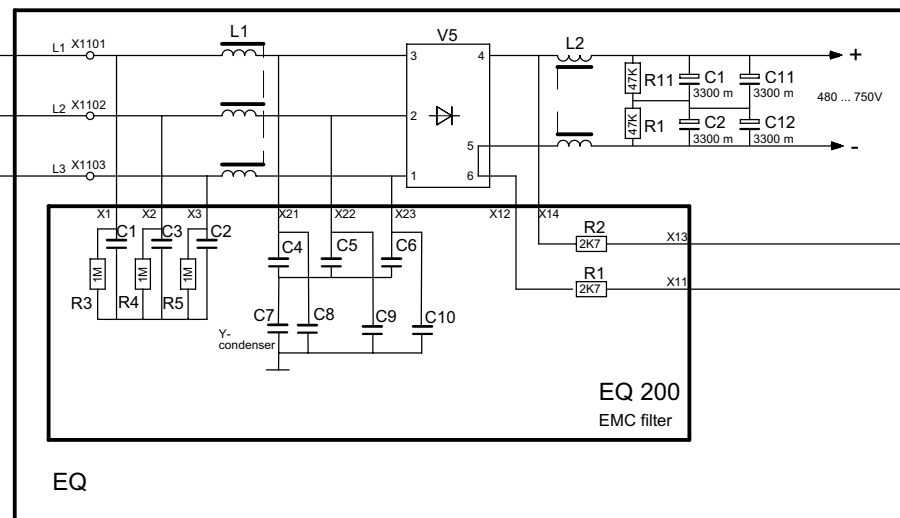 L1 X1101
L1
V5
L2
3
4
+
47K
R11
C1
3300 m
C11
3300 m
480 ... 750V
L2 X1102
2
47K
R1
C2
3300 m
C12
3300 m
5
-
L3 X1103
1
6
X1
X2
X3
X21
X22
X23
X12
X14
C1
C3
C2
C4
C5
C6
R2
2K7
X13
1M
1M
1M
R3
R4
R5
R1
2K7
X11
C7
C8
C9
C10
Y-
condenser
EQ 200
EMC filter
EQ